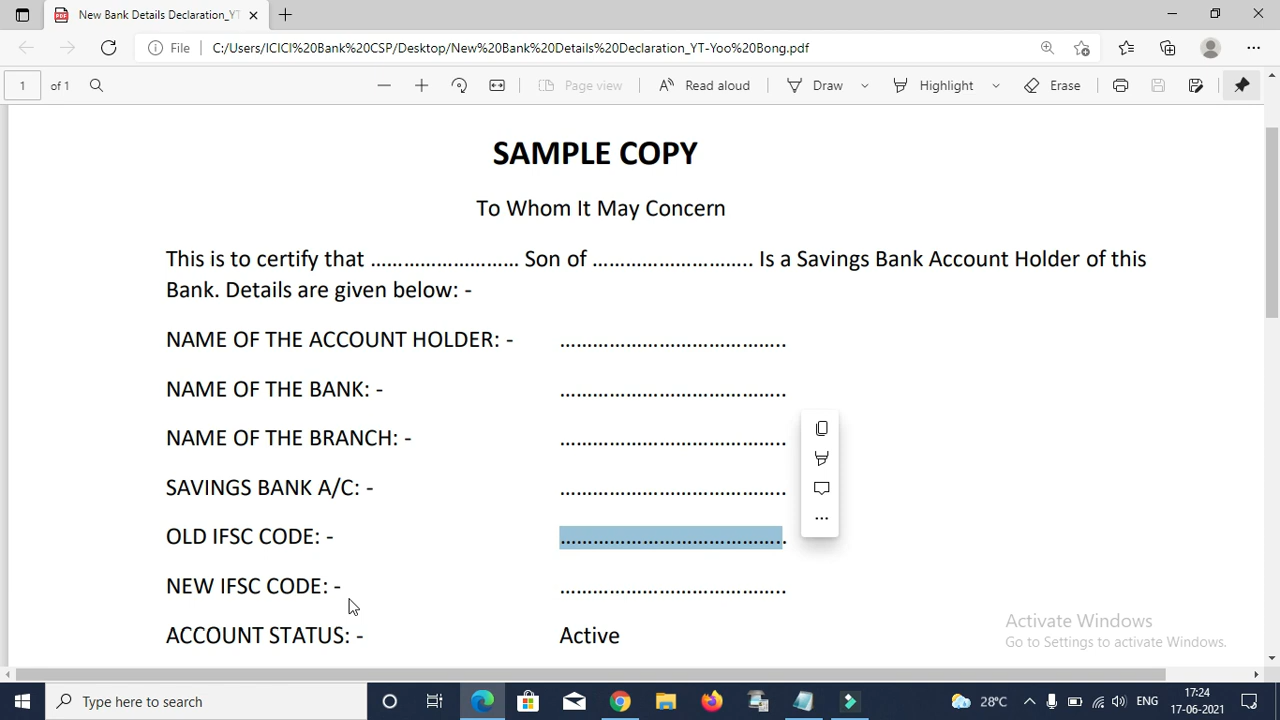 New Bank Details Declaration_YT
File
C:/Users/ICICI%20Bank%20CSP/Desktop/New%20Bank%20Details%20Declaration_YT-Yoo%20Bong.pdf
1 of 1
Page view
Read aloud
Draw
Highlight
Erase
SAMPLE COPY
To Whom It May Concern
This is to certify that ……………………… Son of ……………………….. Is a Savings Bank Account Holder of this
Bank. Details are given below: -
NAME OF THE ACCOUNT HOLDER: - …………………………………..
NAME OF THE BANK: - …………………………………..
NAME OF THE BRANCH: - …………………………………..
SAVINGS BANK A/C: - …………………………………..
OLD IFSC CODE: - …………………………………..
NEW IFSC CODE: - …………………………………..
ACCOUNT STATUS: - Active
Activate Windows
Go to Settings to activate Windows.
Type here to search
28°C
ENG
17:24
17-06-2021